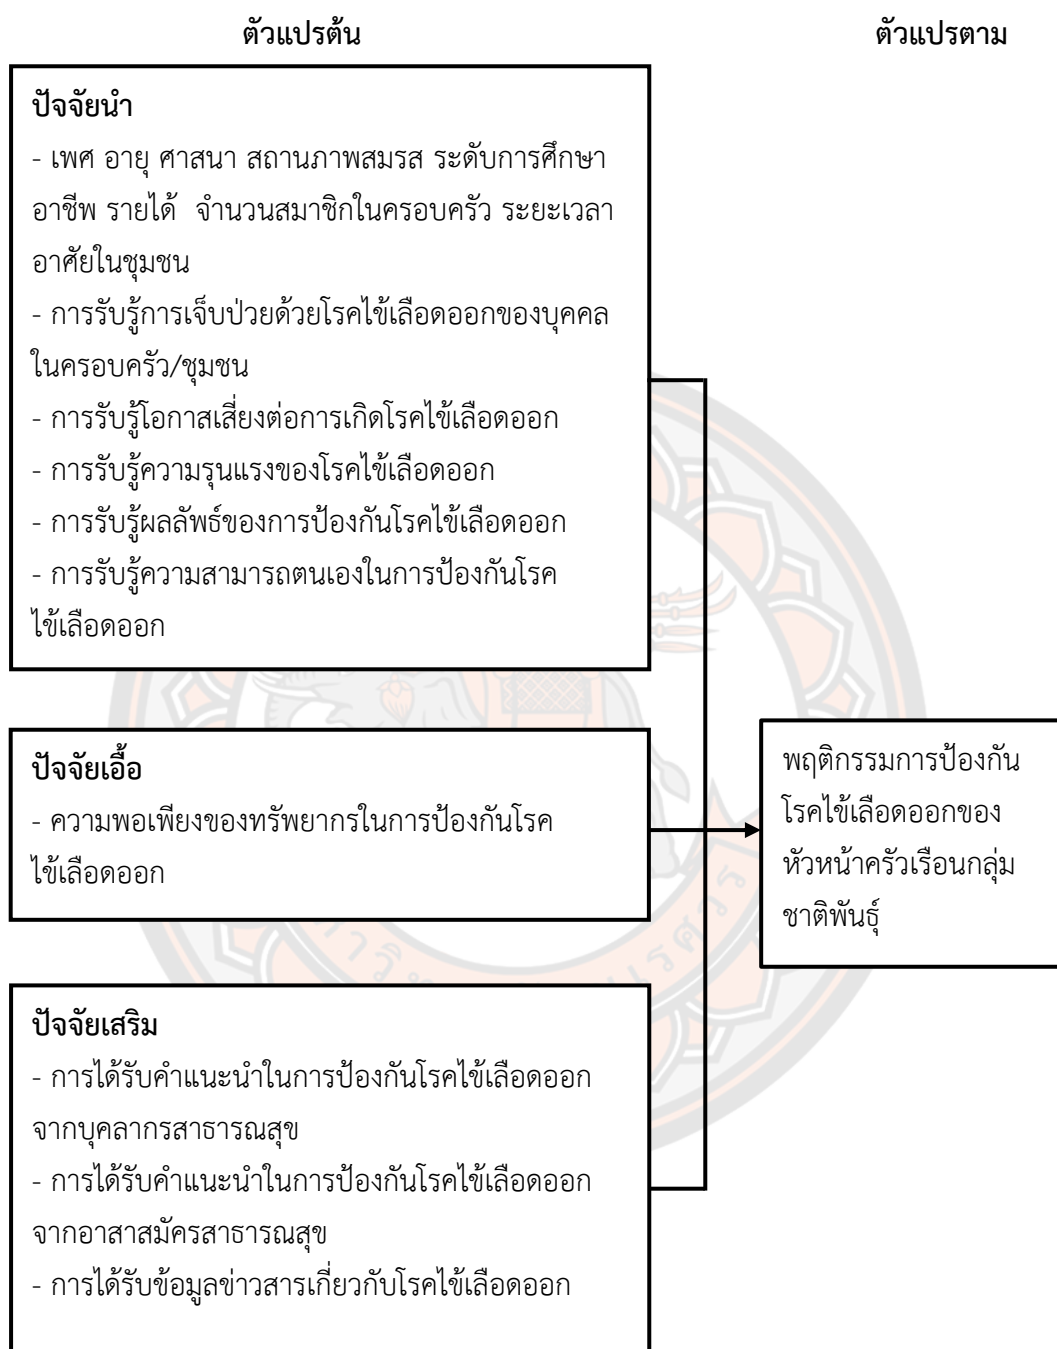 ตัวแปรต้น
ตัวแปรตาม
ปัจจัยนำ
- เพศ อายุ ศาสนา สถานภาพสมรส ระดับการศึกษา
อาชีพ รายได้ จำนวนสมาชิกในครอบครัว ระยะเวลา
อาศัยในชุมชน
- การรับรู้การเจ็บป่วยด้วยโรคไข้เลือดออกของบุคคล
ในครอบครัว/ชุมชน
- การรับรู้โอกาสเสี่ยงต่อการเกิดโรคไข้เลือดออก
- การรับรู้ความรุนแรงของโรคไข้เลือดออก
- การรับรู้ผลลัพธ์ของการป้องกันโรคไข้เลือดออก
- การรับรู้ความสามารถตนเองในการป้องกันโรค
ไข้เลือดออก
ปัจจัยเอื้อ
- ความพอเพียงของทรัพยากรในการป้องกันโรค
ไข้เลือดออก
ปัจจัยเสริม
- การได้รับคำแนะนำในการป้องกันโรคไข้เลือดออก
จากบุคลากรสาธารณสุข
- การได้รับคำแนะนำในการป้องกันโรคไข้เลือดออก
จากอาสาสมัครสาธารณสุข
- การได้รับข้อมูลข่าวสารเกี่ยวกับโรคไข้เลือดออก
พฤติกรรมการป้องกัน
โรคไข้เลือดออกของ
หัวหน้าครัวเรือนกลุ่ม
ชาติพันธุ์